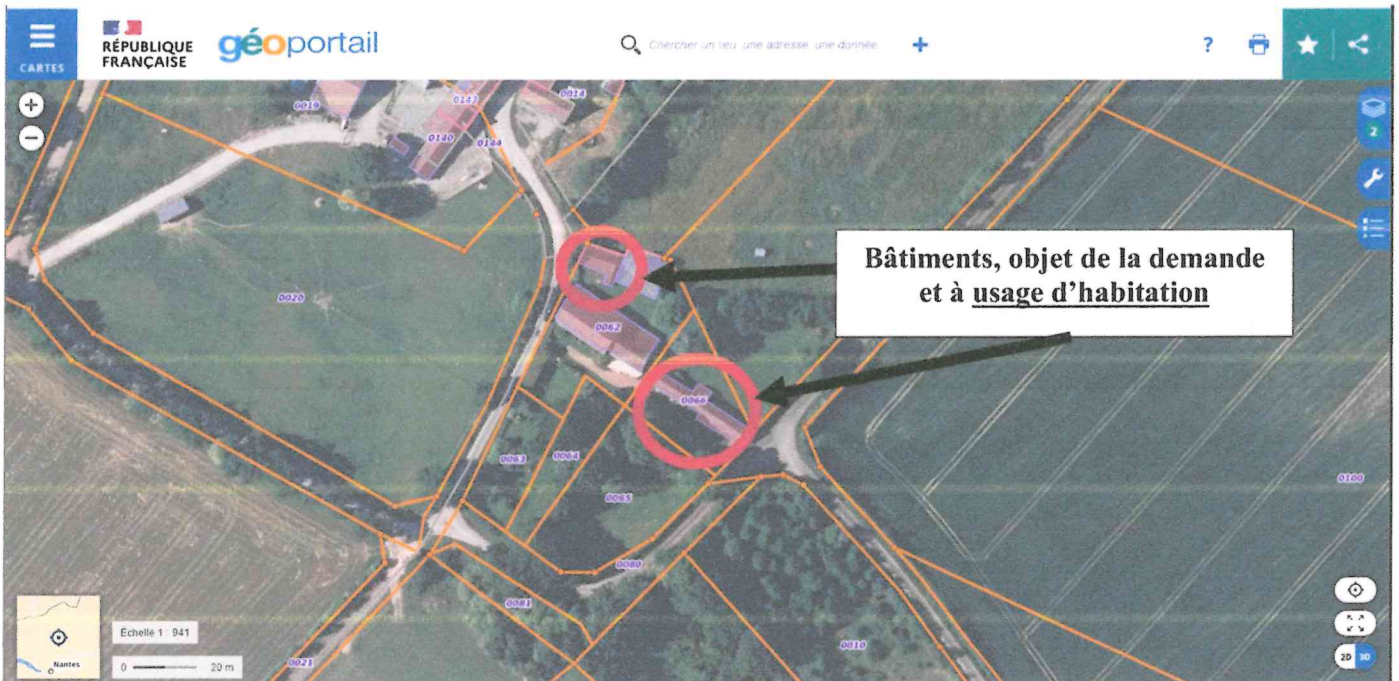 CARTES
RÉPUBLIQUE
FRANÇAISE
géoportail
Chercher un lieu, une adresse, une donnée
+
?
+
−
0019
0143
0014
0140
0144
2
Bâtiments, objet de la demande
et à usage d'habitation
0020
0062
0066
0063
0064
0065
0100
0080
0081
0010
0021
Nantes
Échelle 1 : 941
0 20 m
2D 3D